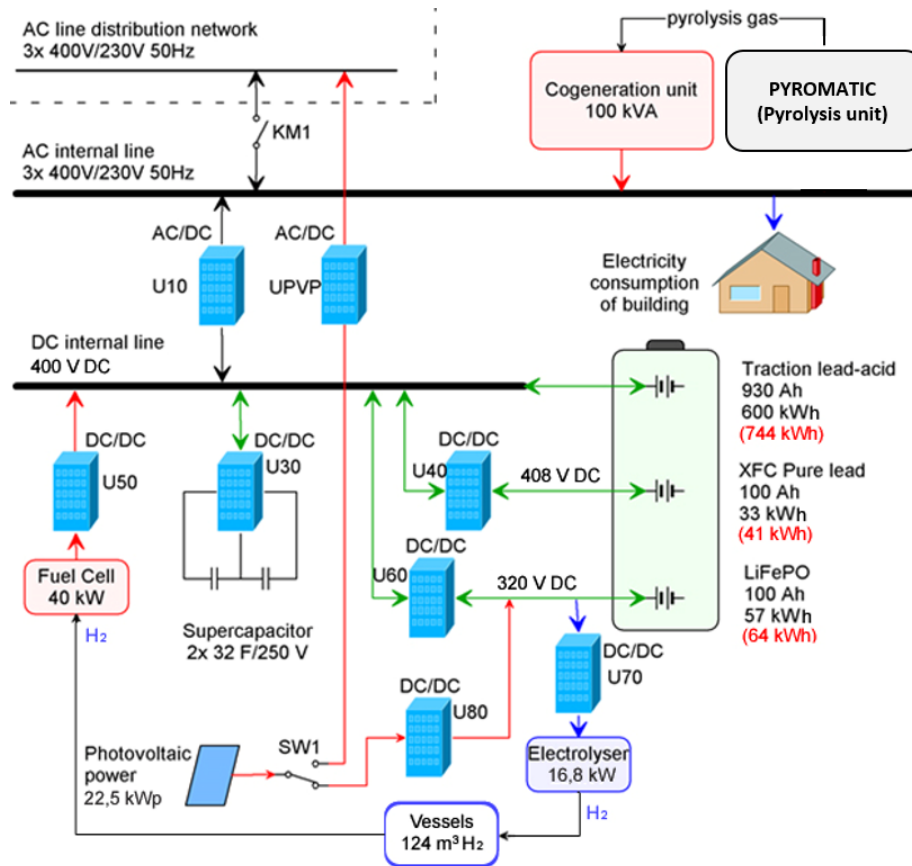 AC line distribution network
3x 400V/230V 50Hz
pyrolysis gas
Cogeneration unit
100 kVA
PYROMATIC
(Pyrolysis unit)
KM1
AC internal line
3x 400V/230V 50Hz
AC/DC
U10
AC/DC
UPVP
Electricity
consumption
of building
DC internal line
400 V DC
Traction lead-acid
930 Ah
600 kWh
(744 kWh)
DC/DC
U50
DC/DC
U30
DC/DC
U40
408 V DC
XFC Pure lead
100 Ah
33 kWh
(41 kWh)
DC/DC
U60
320 V DC
LiFePO
100 Ah
57 kWh
(64 kWh)
Fuel Cell
40 kW
H₂
Supercapacitor
2x 32 F/250 V
DC/DC
U70
DC/DC
U80
Photovoltaic
power
22,5 kWp
SW1
Electrolyser
16,8 kW
H₂
Vessels
124 m³ H₂